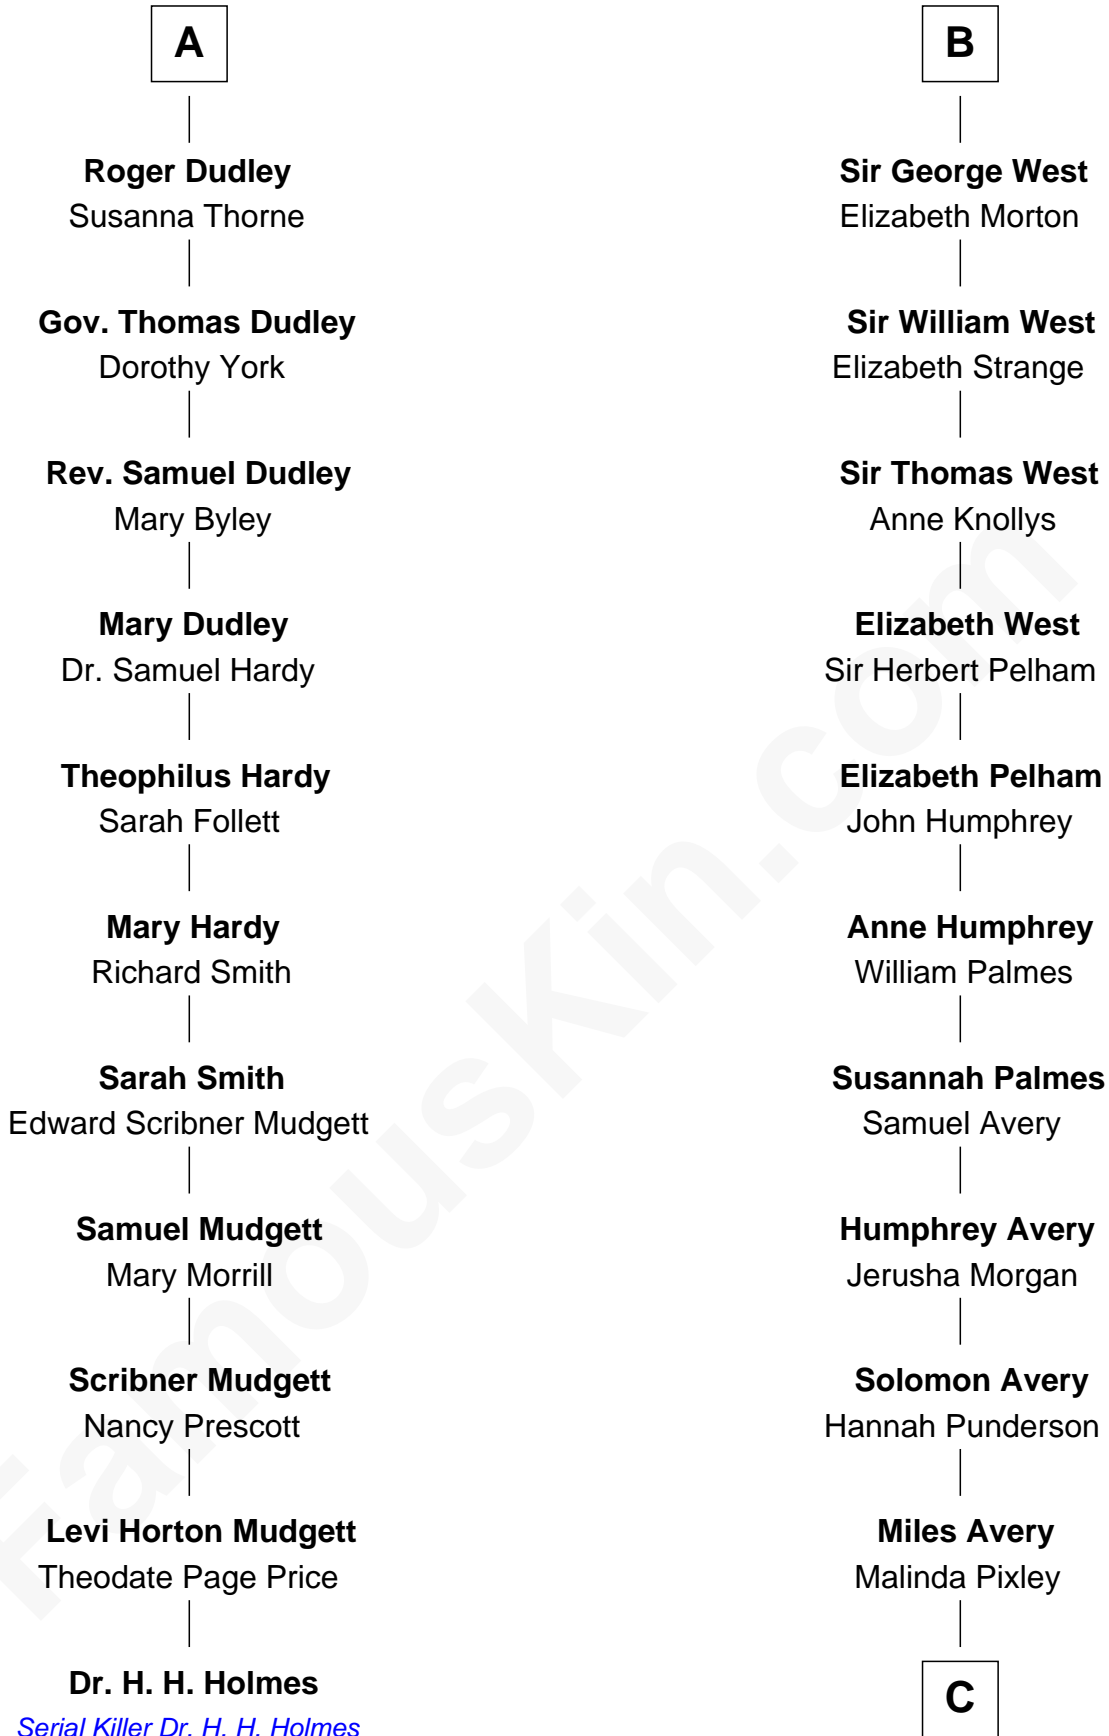 A
Roger Dudley
Susanna Thorne
Gov. Thomas Dudley
Dorothy York
Rev. Samuel Dudley
Mary Byley
Mary Dudley
Dr. Samuel Hardy
Theophilus Hardy
Sarah Follett
Mary Hardy
Richard Smith
Sarah Smith
Edward Scribner Mudgett
Samuel Mudgett
Mary Morrill
Scribner Mudgett
Nancy Prescott
Levi Horton Mudgett
Theodate Page Price
Dr. H. H. Holmes
Serial Killer Dr. H. H. Holmes
B
Sir George West
Elizabeth Morton
Sir William West
Elizabeth Strange
Sir Thomas West
Anne Knollys
Elizabeth West
Sir Herbert Pelham
Elizabeth Pelham
John Humphrey
Anne Humphrey
William Palmes
Susannah Palmes
Samuel Avery
Humphrey Avery
Jerusha Morgan
Solomon Avery
Hannah Punderson
Miles Avery
Malinda Pixley
C
FamousKin.com